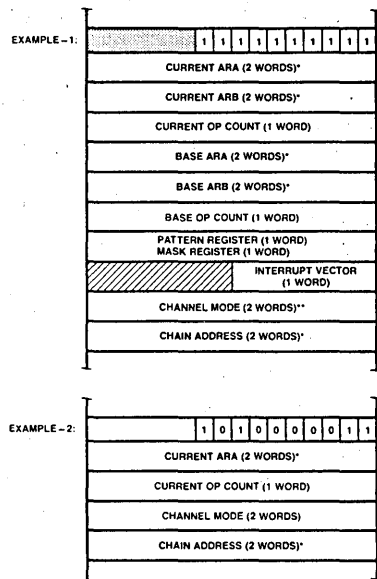 EXAMPLE-1: 1 1 1 1 1 1 1 1 1 1
CURRENT ARA (2 WORDS)*
CURRENT ARB (2 WORDS)*
CURRENT OP COUNT (1 WORD)
BASE ARA (2 WORDS)*
BASE ARB (2 WORDS)*
BASE OP COUNT (1 WORD)
PATTERN REGISTER (1 WORD)
MASK REGISTER (1 WORD)
INTERRUPT VECTOR
(1 WORD)
CHANNEL MODE (2 WORDS)**
CHAIN ADDRESS (2 WORDS)*
EXAMPLE-2: 1 0 1 0 0 0 0 0 1 1
CURRENT ARA (2 WORDS)*
CURRENT OP COUNT (1 WORD)
CHANNEL MODE (2 WORDS)
CHAIN ADDRESS (2 WORDS)*